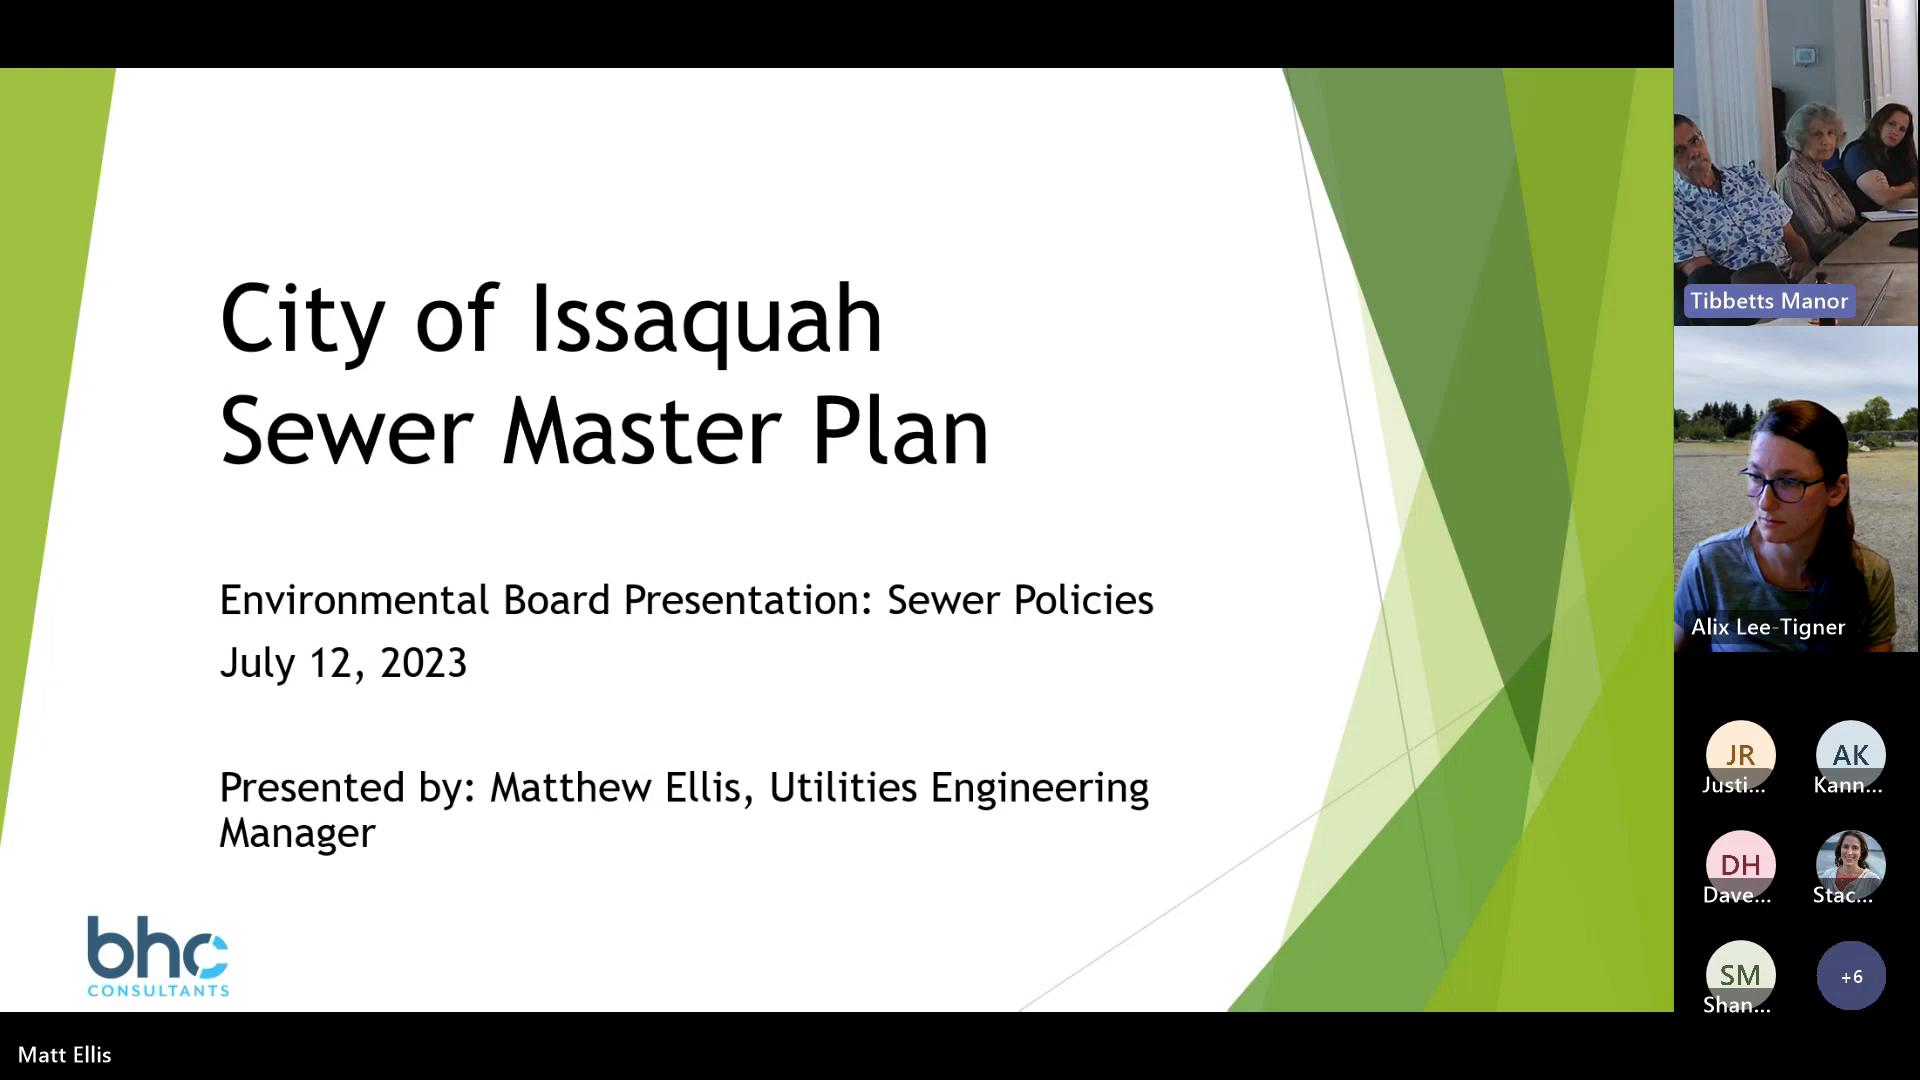 City of Issaquah
Sewer Master Plan
Environmental Board Presentation: Sewer Policies
July 12, 2023
Presented by: Matthew Ellis, Utilities Engineering
Manager
bhc
CONSULTANTS
Matt Ellis
Tibbetts Manor
Alix Lee-Tigner
JR
Justi...
AK
Kann...
DH
Dave...
Stac...
SM
Shan...
+6